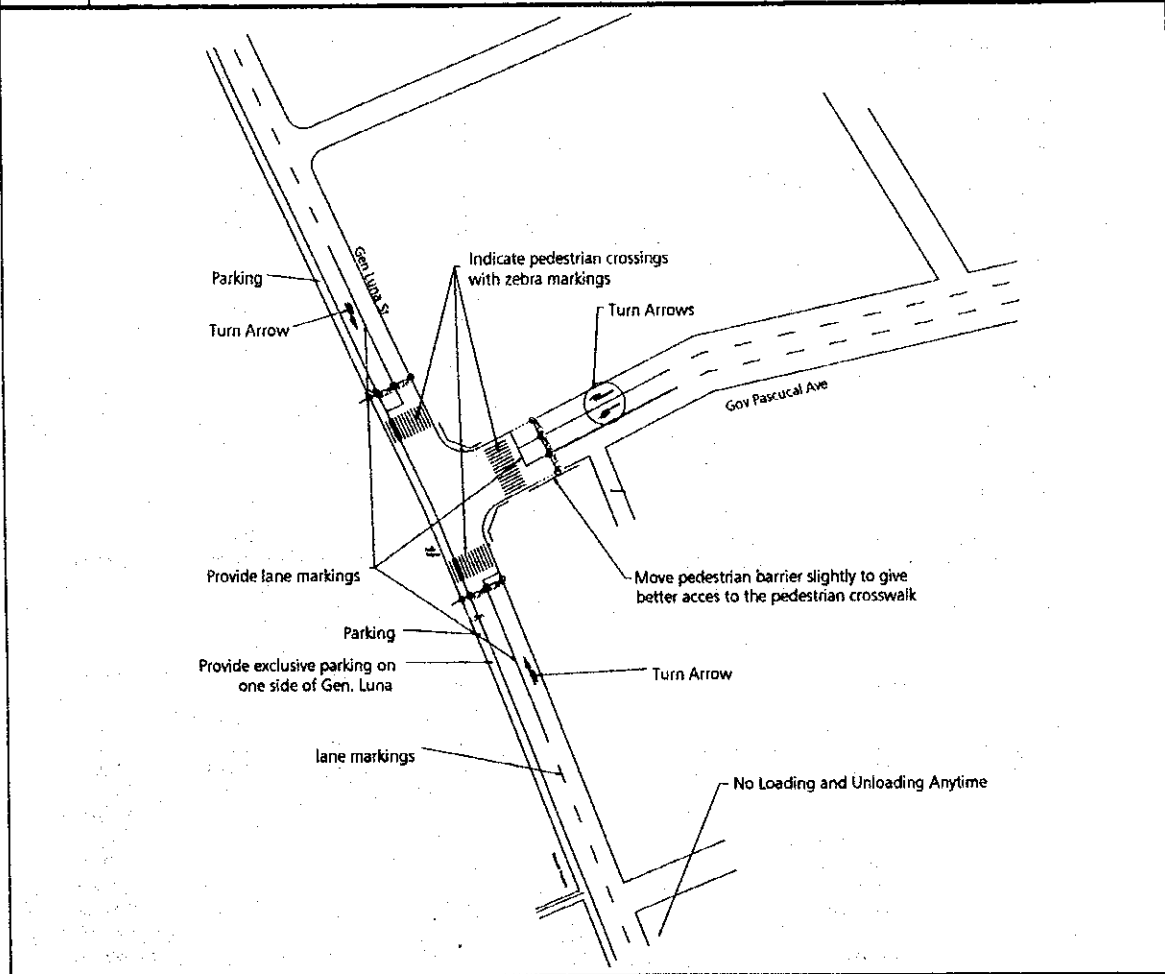 Gen Luna St
Indicate pedestrian crossings
with zebra markings
Parking
Turn Arrows
Turn Arrow
Gov Pascucal Ave
Provide lane markings
Move pedestrian barrier slightly to give
better acces to the pedestrian crosswalk
Parking
Provide exclusive parking on
one side of Gen. Luna
Turn Arrow
lane markings
No Loading and Unloading Anytime